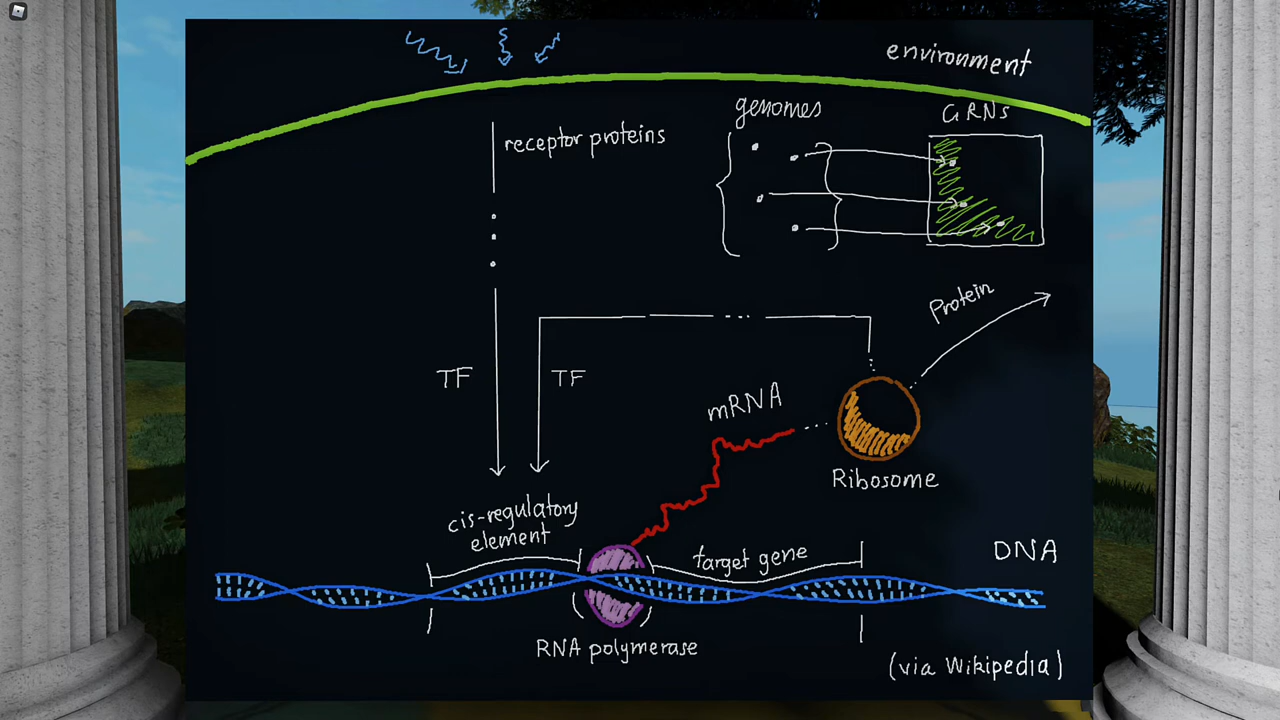 environment
genomes
GRNs
receptor proteins
Protein
TF
TF
mRNA
Ribosome
cis-regulatory
element
target gene
DNA
RNA polymerase
(via Wikipedia)